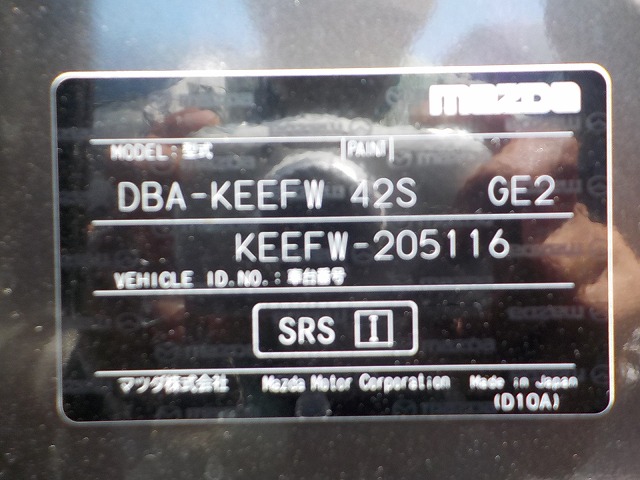 mazda
MODEL:型式 PAINT
DBA-KEEFW 42S GE2
KEEFW-205116
VEHICLE ID.NO.:車台番号
SRS I
マツダ株式会社 Mazda Motor Corporation Made in Japan
(D10A)